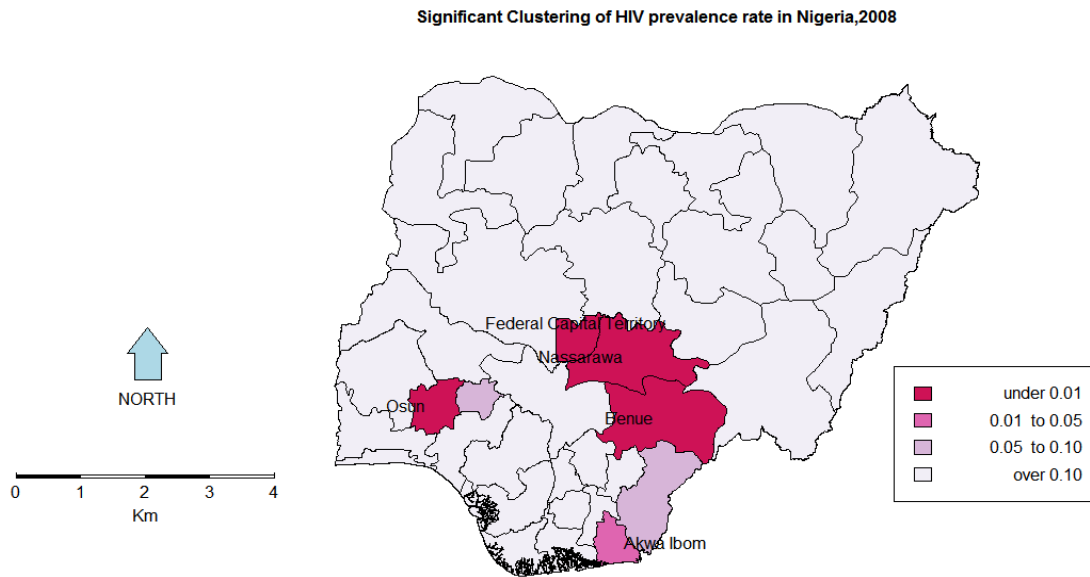 Significant Clustering of HIV prevalence rate in Nigeria,2008
Federal Capital Territory
Nassarawa
Osun
Benue
Akwa Ibom
NORTH
0 1 2 3 4
Km
under 0.01
0.01 to 0.05
0.05 to 0.10
over 0.10